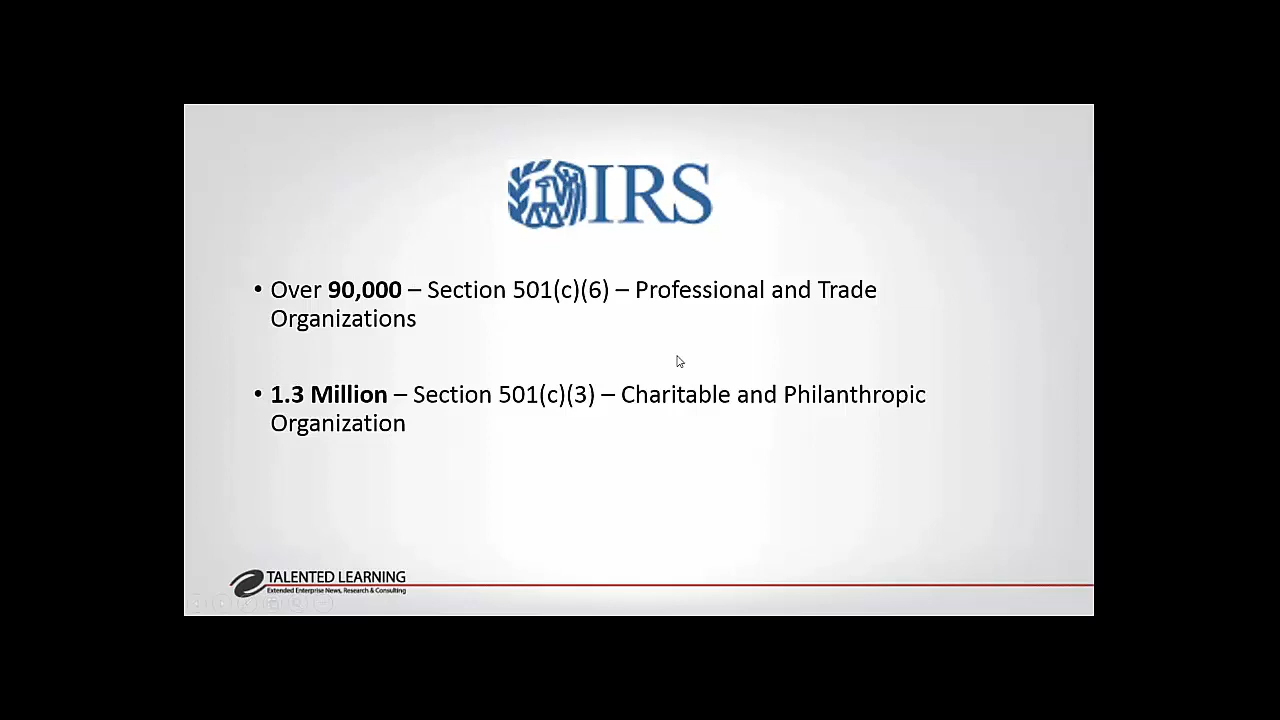 IRS
• Over 90,000 – Section 501(c)(6) – Professional and Trade
Organizations
• 1.3 Million – Section 501(c)(3) – Charitable and Philanthropic
Organization
TALENTED LEARNING
Extended Enterprise News, Research & Consulting